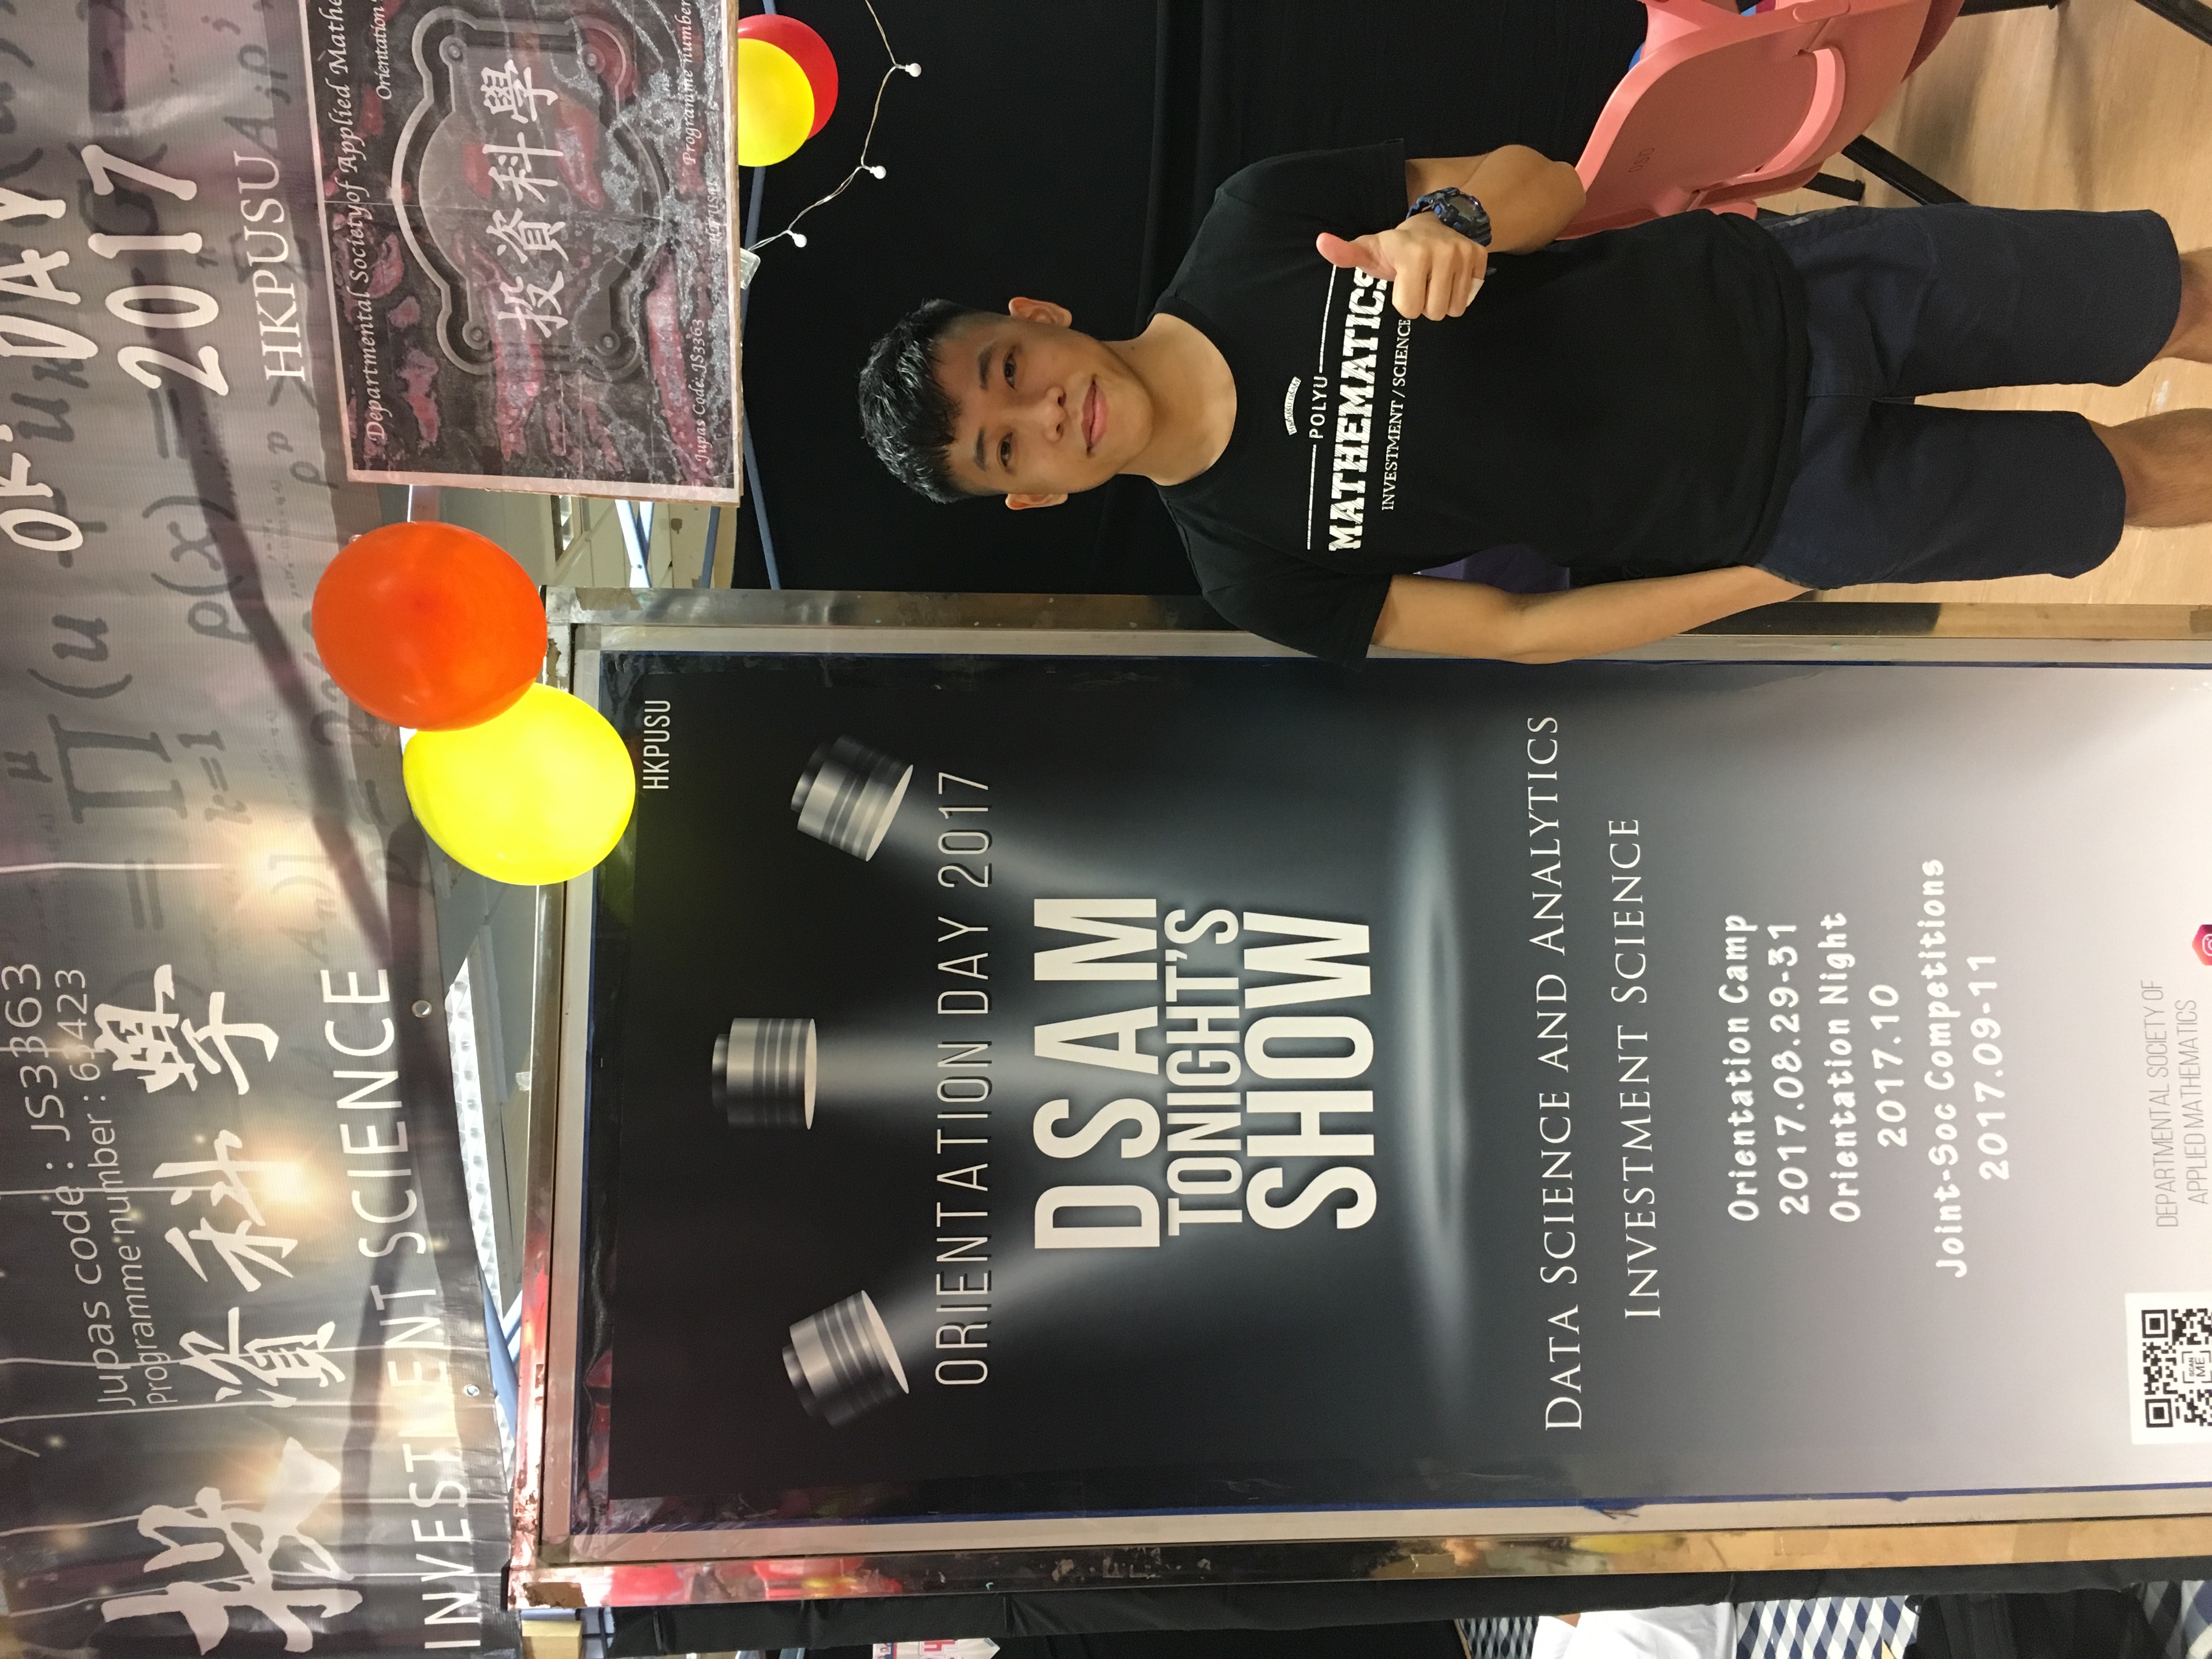 Jupas code : JS3363
Programme number : 63423
投資科學
INVESTMENT SCIENCE
DAY
2017
HKPUSU
Departmental Society of Applied
Orientation
投資科學
Jupas Code: JS3363
Programme number
HKPUSU
ORIENTATION DAY 2017
DSAM
TONIGHT'S
SHOW
DATA SCIENCE AND ANALYTICS
INVESTMENT SCIENCE
Orientation Camp
2017.08.29-31
Orientation Night
2017.10
Joint-Soc Competitions
2017.09-11
SCAN
ME
DEPARTMENTAL SOCIETY OF
APPLIED MATHEMATICS
POLYU
MATHEMATICS
INVESTMENT / SCIENCE